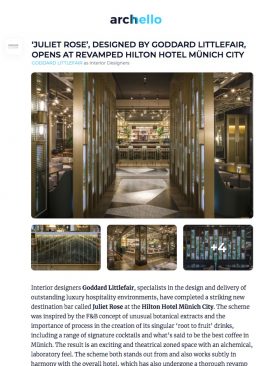 archello
‘JULIET ROSE’, DESIGNED BY GODDARD LITTLEFAIR,
OPENS AT REVAMPED HILTON HOTEL MÜNICH CITY
GODDARD LITTLEFAIR as Interior Designers
+4
Interior designers Goddard Littlefair, specialists in the design and delivery of
outstanding luxury hospitality environments, have completed a striking new
destination bar called Juliet Rose at the Hilton Hotel Münich City. The scheme
was inspired by the F&B concept of unusual botanical extracts and the
importance of process in the creation of its singular ‘root to fruit’ drinks,
including a range of signature cocktails and what’s said to be the best coffee in
Münich. The result is an exciting and theatrical zoned space with an alchemical,
laboratory feel. The scheme both stands out from and also works subtly in
harmony with the overall hotel, which has also undergone a thorough revamp